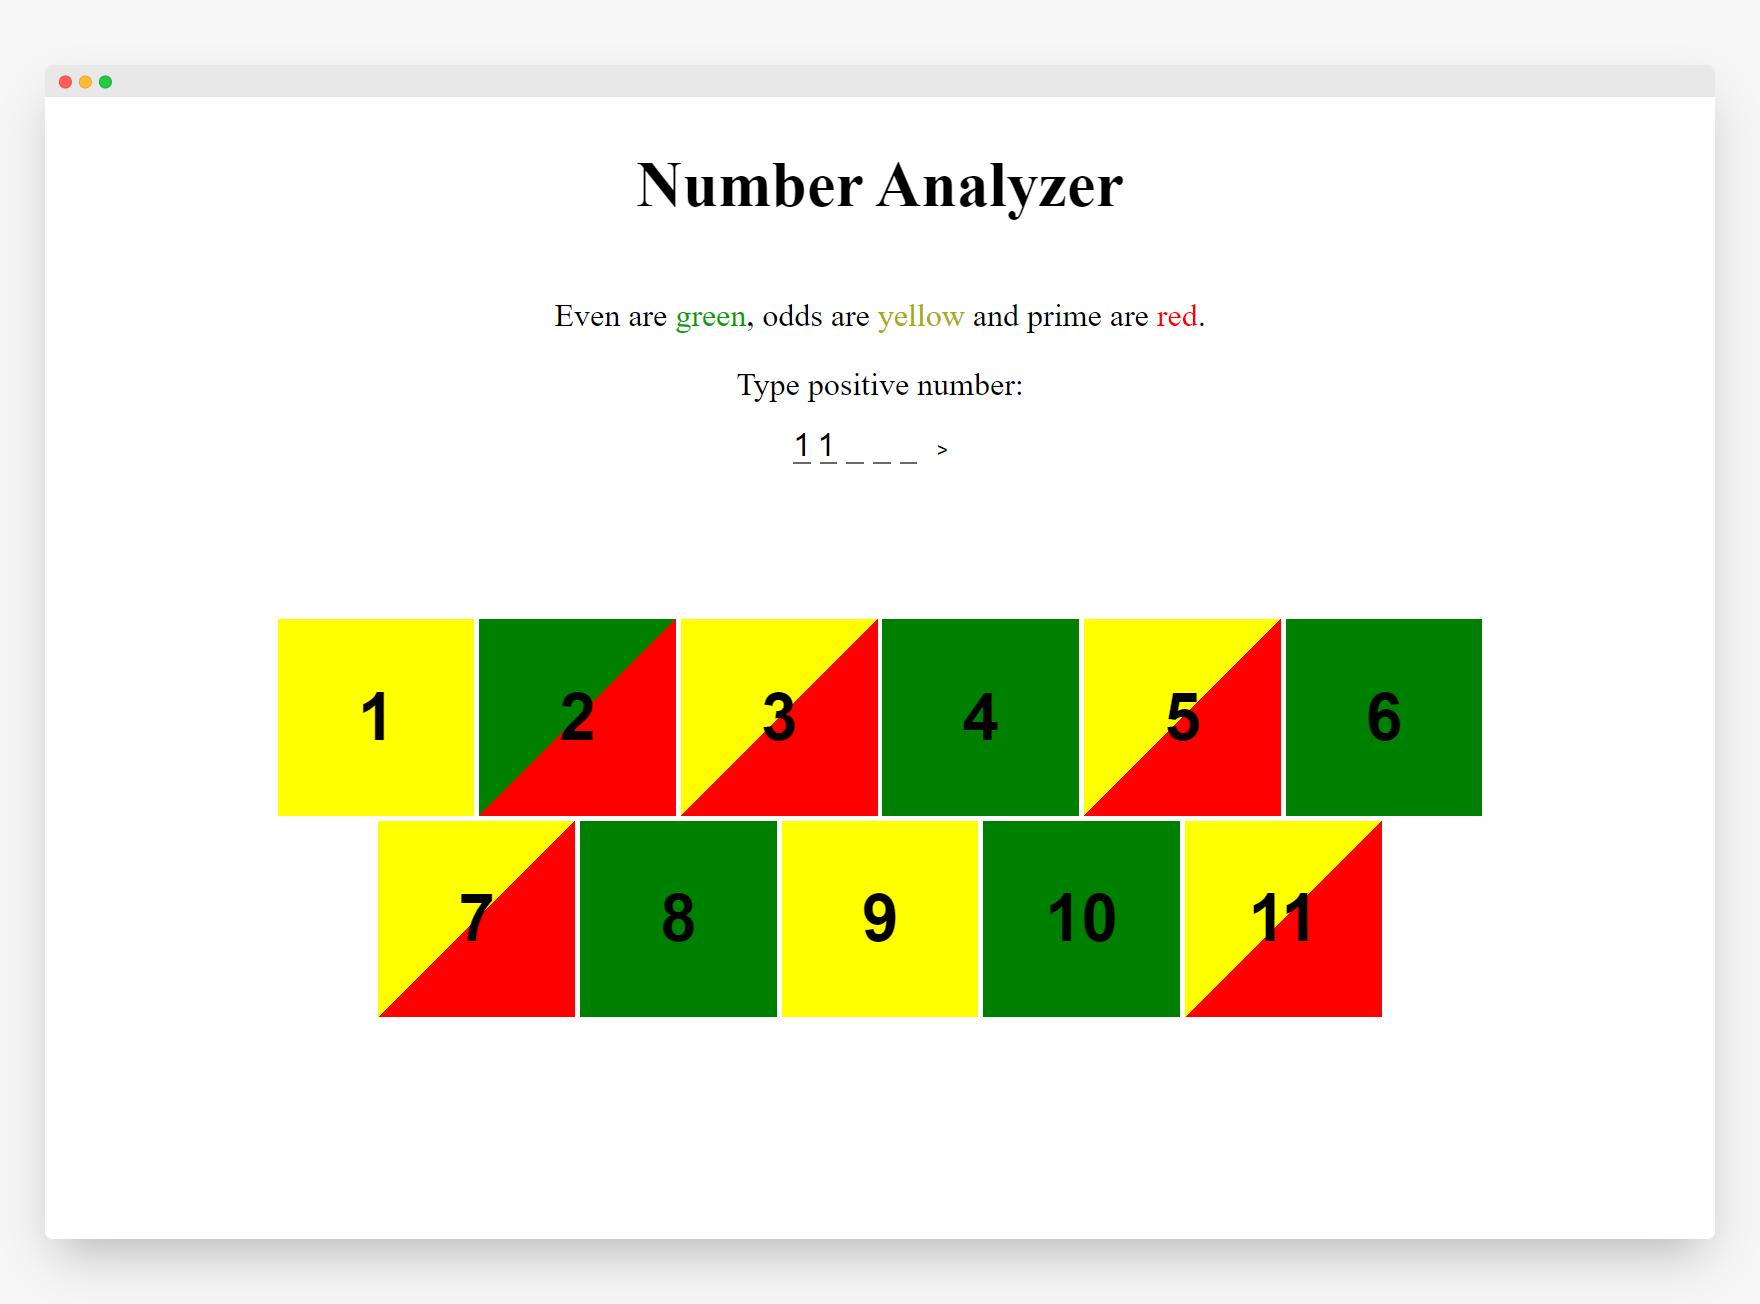 Number Analyzer
Even are green, odds are yellow and prime are red.
Type positive number:
1 1 _ _ _ >
1 2 3 4 5 6
7 8 9 10 11